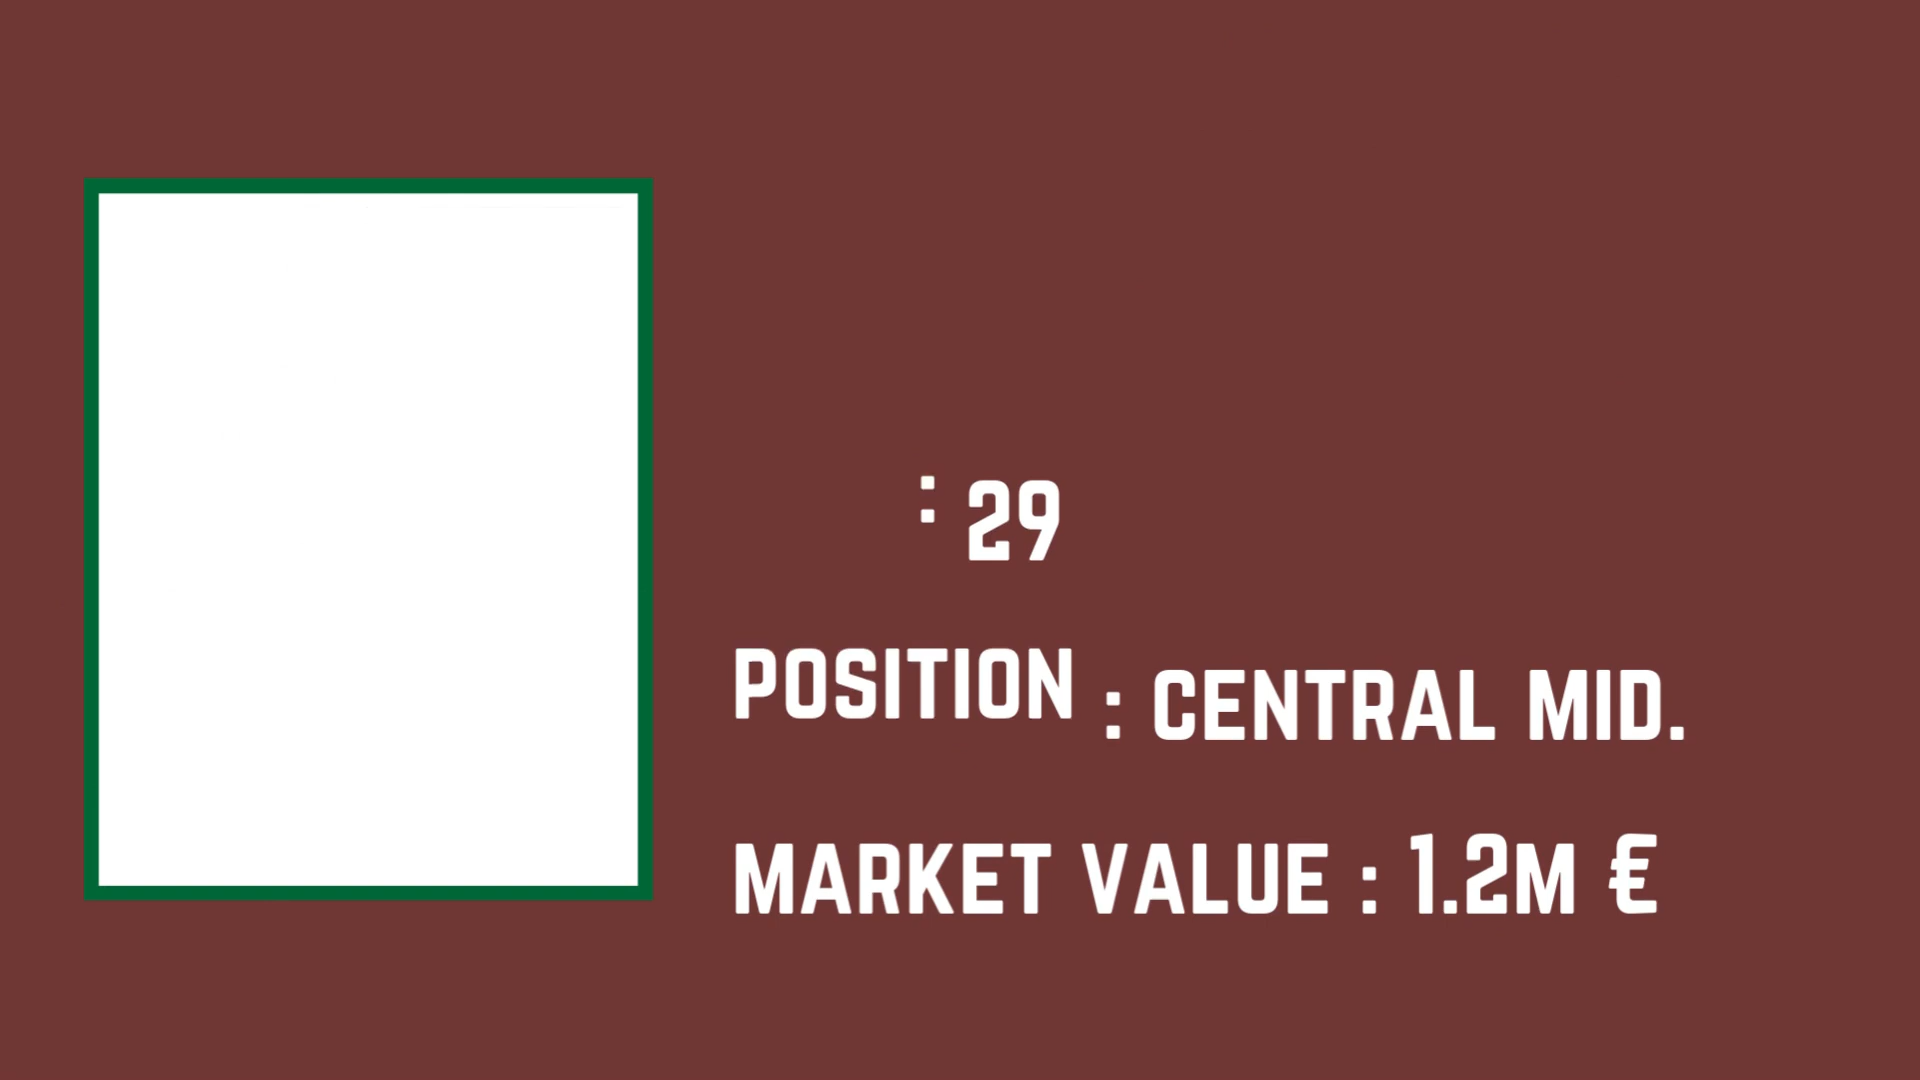 : 29
POSITION : CENTRAL MID.
MARKET VALUE : 1.2M €